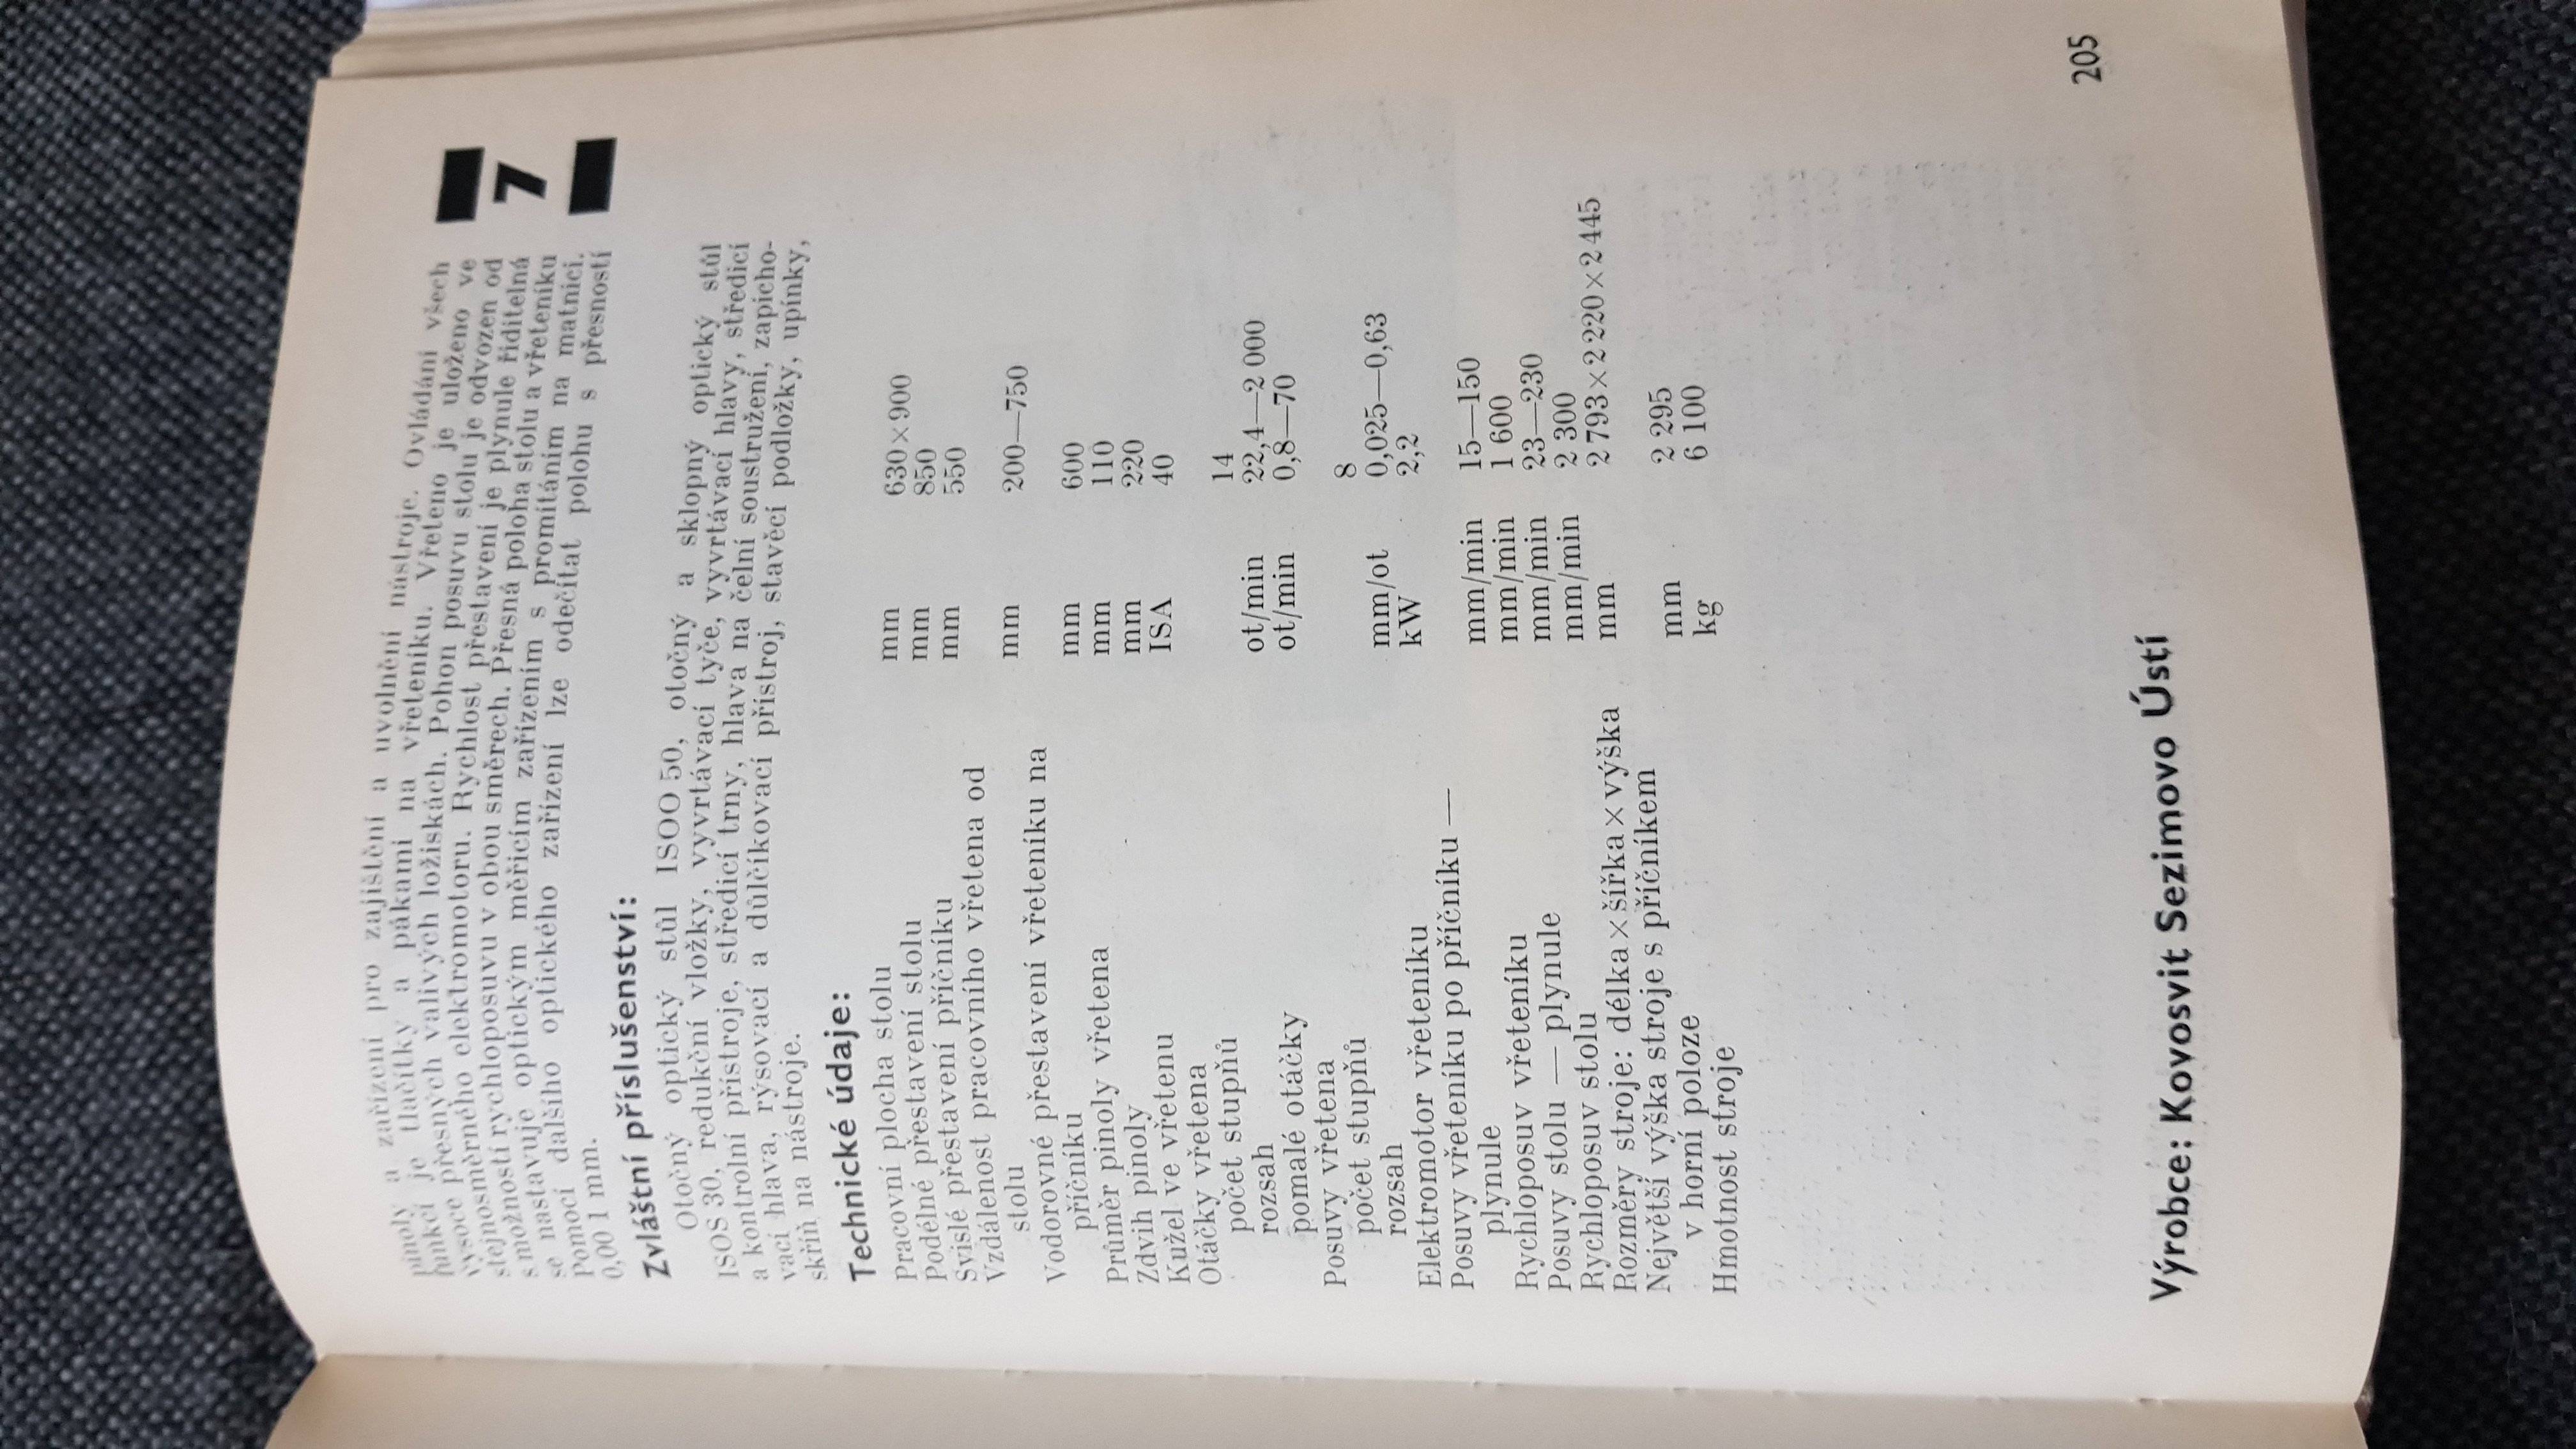 pinoly a zařízení pro zajištění a uvolnění nástroje. Ovládání všech
funkcí je tlačítky a pákami na vřeteníku. Vřeteno je uloženo ve
vysoce přesných valivých ložiskách. Pohon posuvu stolu je odvozen od
stejnosměrného elektromotoru. Rychlost přestavení je plynule řiditelná
s možností rychloposuvu v obou směrech. Přesná poloha stolu a vřeteníku
se nastavuje optickým měřicím zařízením s promítáním na matnici.
Pomocí dalšího optického zařízení lze odečítat polohu s přesností
0,001 mm.
7
Zvláštní příslušenství:
Otočný optický stůl ISOO 50, otočný a sklopný optický stůl
ISOS 30, redukční vložky, vyvrtávací tyče, vyvrtávací hlavy, středicí
a kontrolní přístroje, středicí trny, hlava na čelní soustružení, zapicho-
vací hlava, rýsovací a důlčíkovací přístroj, stavěcí podložky, upínky,
skříň na nástroje.
Technické údaje:
Pracovní plocha stolu mm 630×900
Podélné přestavení stolu mm 850
Svislé přestavení příčníku mm 550
Vzdálenost pracovního vřetena od
stolu mm 200—750
Vodorovné přestavení vřeteníku na
příčníku mm 600
Průměr pinoly vřetena mm 110
Zdvih pinoly mm 220
Kužel ve vřetenu ISA 40
Otáčky vřetena
počet stupňů 14
rozsah ot/min 22,4—2 000
pomalé otáčky ot/min 0,8—70
Posuvy vřetena
počet stupňů 8
rozsah mm/ot 0,025—0,63
Elektromotor vřeteníku kW 2,2
Posuvy vřeteníku po příčníku —
plynule mm/min 15—150
Rychloposuv vřeteníku mm/min 1 600
Posuvy stolu — plynule mm/min 23—230
Rychloposuv stolu mm/min 2 300
Rozměry stroje: délka×šířka×výška mm 2 793×2 220×2 445
Největší výška stroje s příčníkem
v horní poloze mm 2 295
Hmotnost stroje kg 6 100
Výrobce: Kovosvit Sezimovo Ústí
205